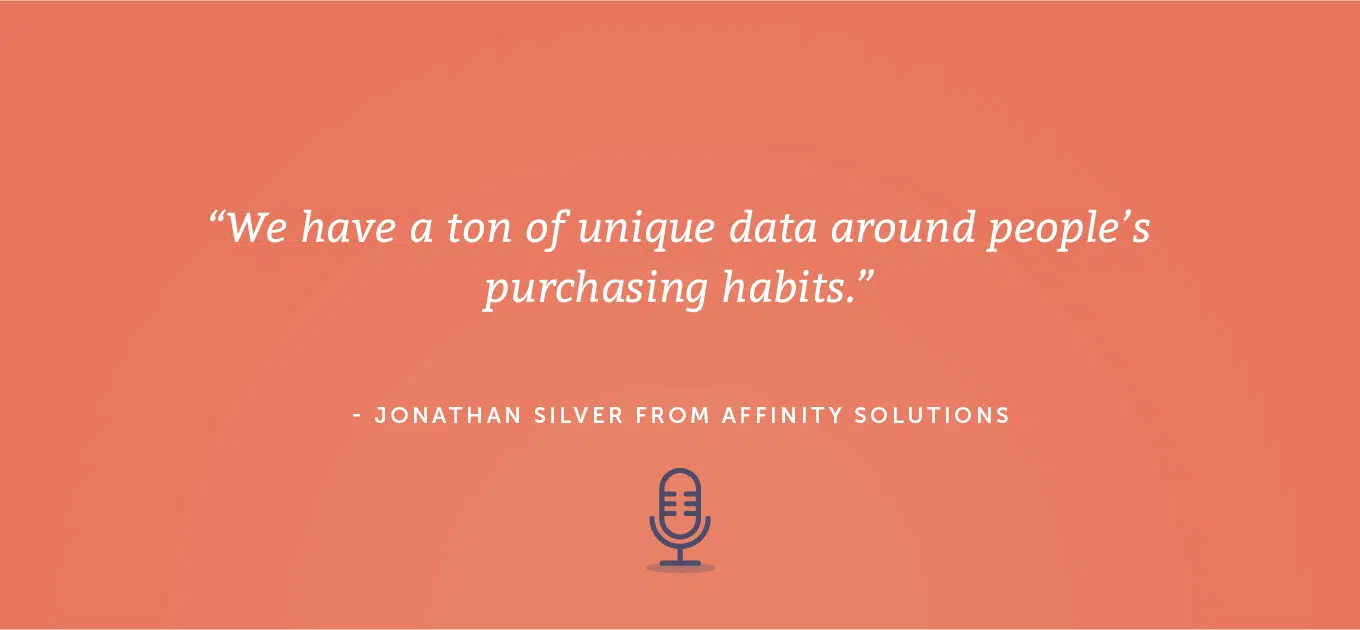 “We have a ton of unique data around people’s
purchasing habits.”
- JONATHAN SILVER FROM AFFINITY SOLUTIONS